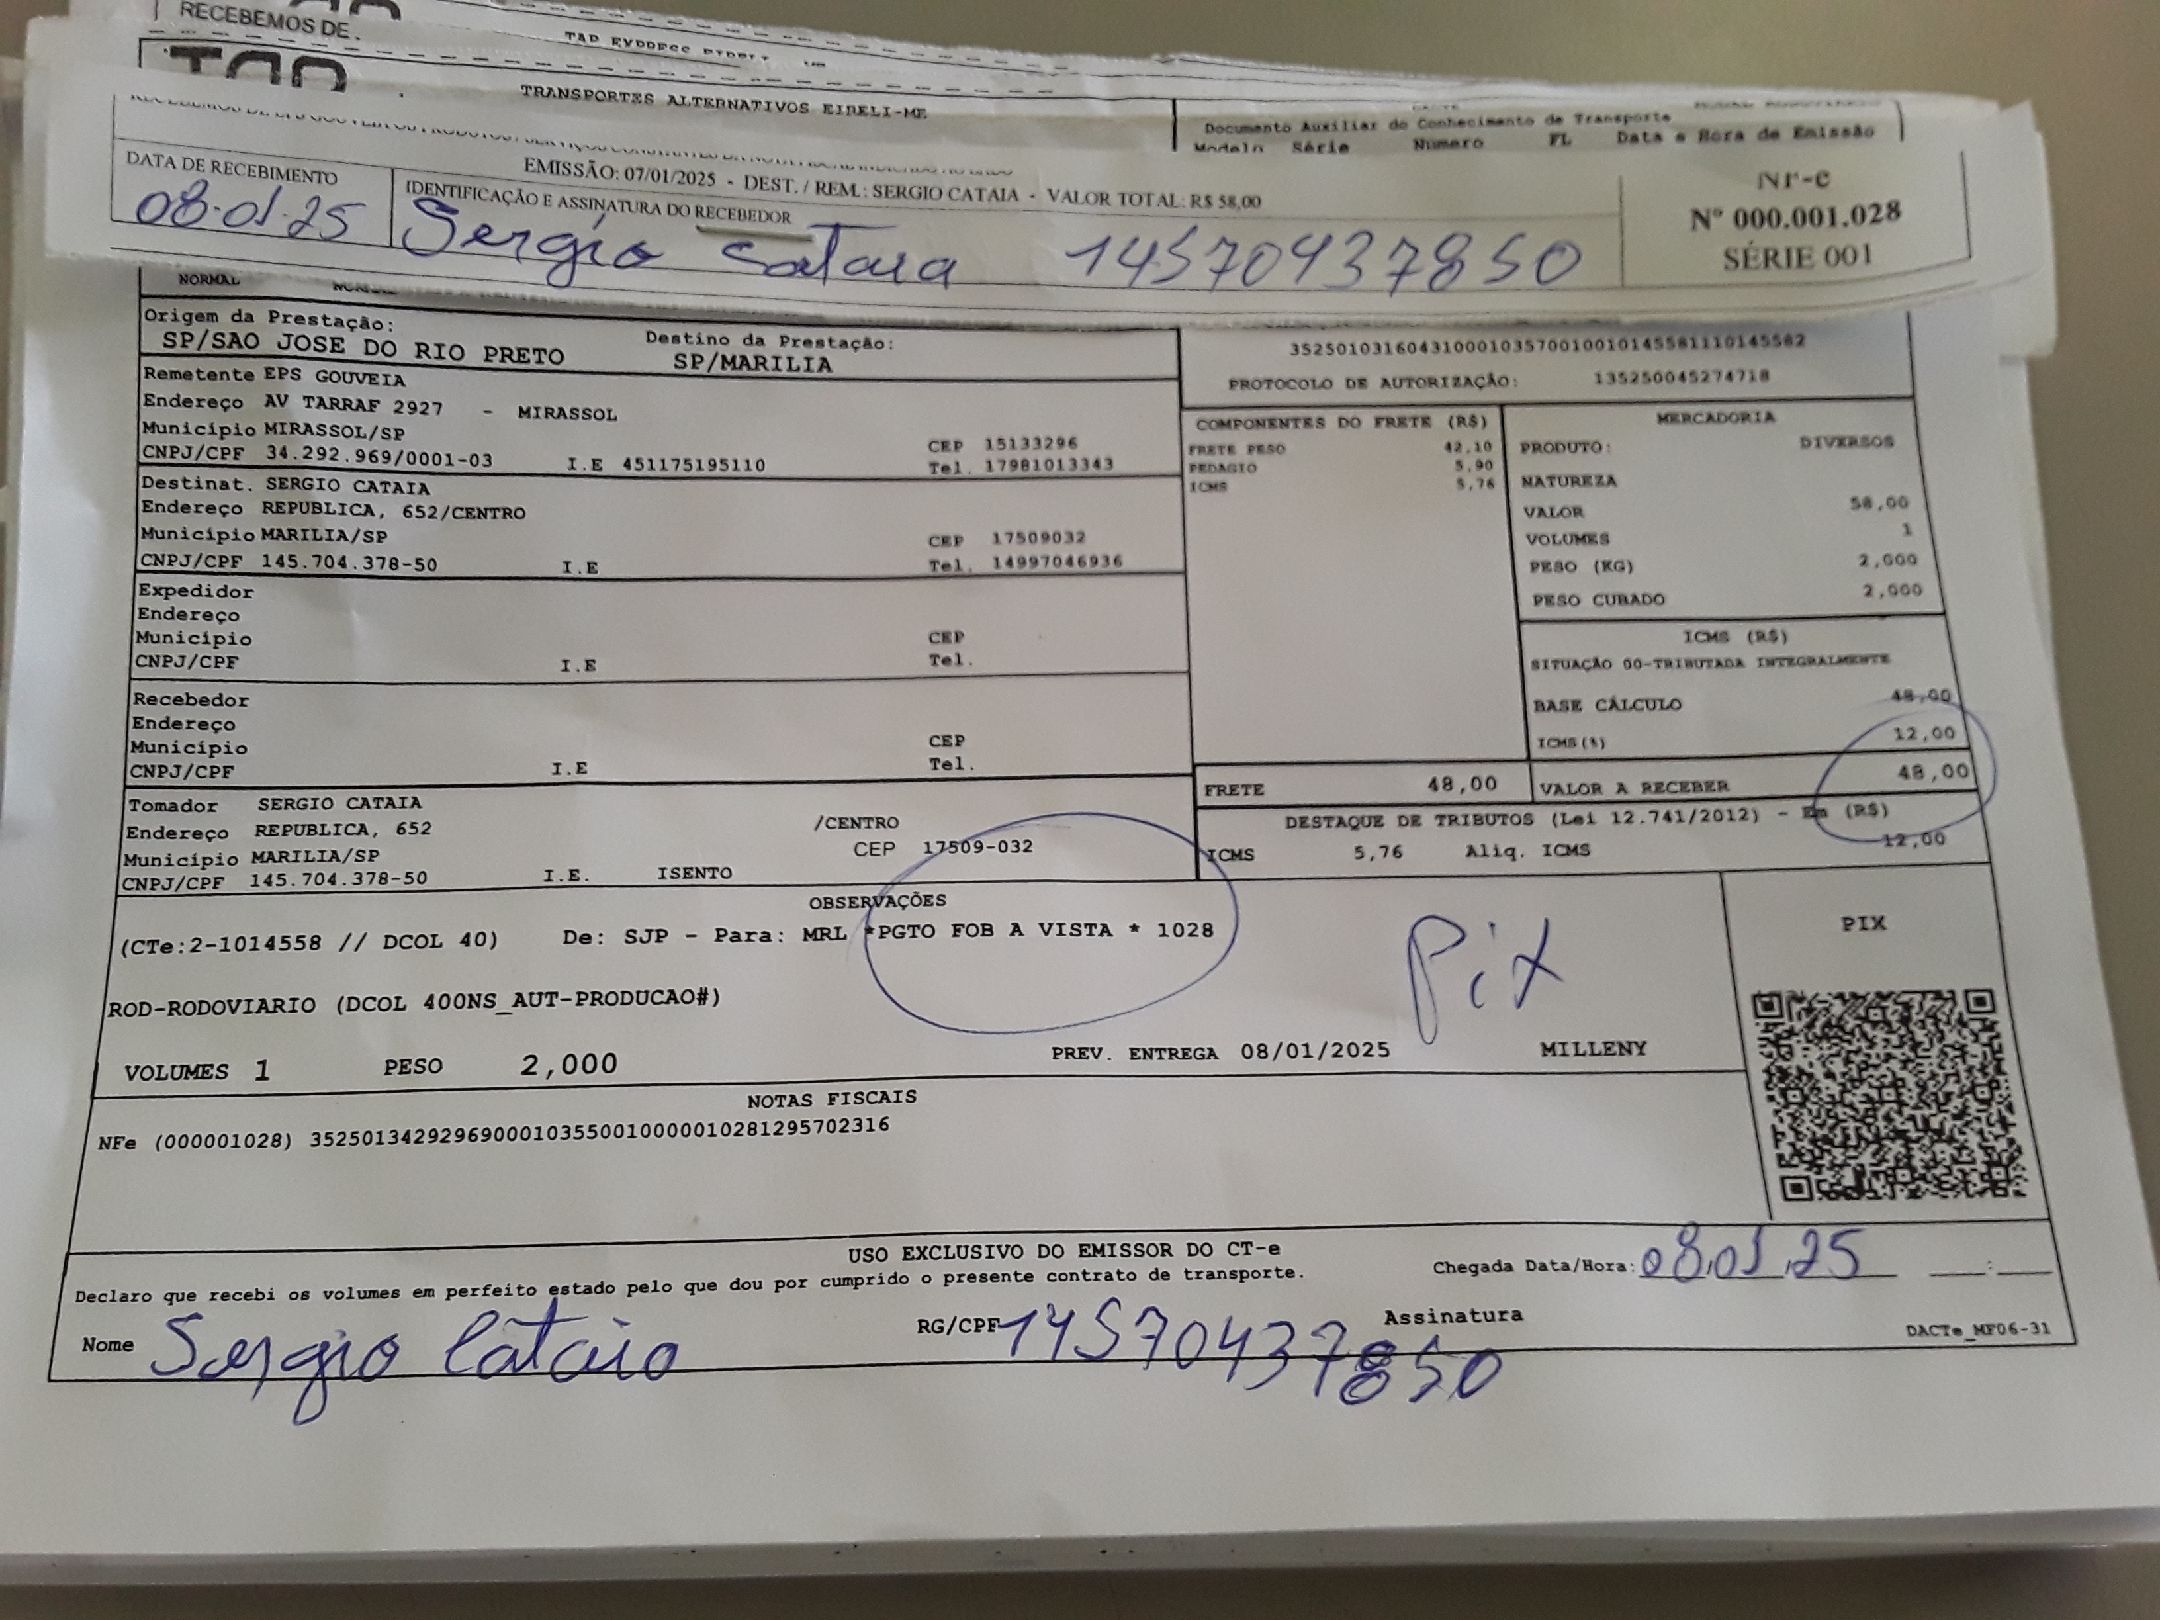 RECEBEMOS DE.
TAP EXPRESS EIRELI
TRANSPORTES ALTERNATIVOS EIRELI-ME
Documento Auxiliar do Conhecimento de Transporte
Modelo Série Numero FL Data e Hora de Emissão
EMISSÃO: 07/01/2025 - DEST. / REM.: SERGIO CATAIA - VALOR TOTAL: R$ 58,00
DATA DE RECEBIMENTO
IDENTIFICAÇÃO E ASSINATURA DO RECEBEDOR
08.01.25 Sergio Cataia 14570437850
NF-e
Nº 000.001.028
SÉRIE 001
NORMAL
Origem da Prestação:
SP/SAO JOSE DO RIO PRETO
Destino da Prestação:
SP/MARILIA
35250103160431000103570010010145581110145582
PROTOCOLO DE AUTORIZAÇÃO: 135250045274718
Remetente EPS GOUVEIA
Endereço AV TARRAF 2927 - MIRASSOL
Município MIRASSOL/SP CEP 15133296
CNPJ/CPF 34.292.969/0001-03 I.E 451175195110 Tel. 17981013343
Destinat. SERGIO CATAIA
Endereço REPUBLICA, 652/CENTRO
Município MARILIA/SP CEP 17509032
CNPJ/CPF 145.704.378-50 I.E Tel. 14997046936
Expedidor
Endereço
Município CEP
CNPJ/CPF I.E Tel.
Recebedor
Endereço
Município CEP
CNPJ/CPF I.E Tel.
Tomador SERGIO CATAIA
Endereço REPUBLICA, 652 /CENTRO
Município MARILIA/SP CEP 17509-032
CNPJ/CPF 145.704.378-50 I.E. ISENTO
COMPONENTES DO FRETE (R$)
FRETE PESO 42,10
PEDAGIO 5,90
ICMS 5,76
MERCADORIA
PRODUTO: DIVERSOS
NATUREZA
VALOR 58,00
VOLUMES 1
PESO (KG) 2,000
PESO CUBADO 2,000
ICMS (R$)
SITUAÇÃO 00-TRIBUTADA INTEGRALMENTE
BASE CÁLCULO 48,00
ICMS(%) 12,00
FRETE 48,00 VALOR A RECEBER 48,00
DESTAQUE DE TRIBUTOS (Lei 12.741/2012) - Em (R$)
ICMS 5,76 Aliq. ICMS 12,00
OBSERVAÇÕES
(CTe:2-1014558 // DCOL 40) De: SJP - Para: MRL *PGTO FOB A VISTA * 1028
Pix
PIX
ROD-RODOVIARIO (DCOL 400NS_AUT-PRODUCAO#)
VOLUMES 1 PESO 2,000 PREV. ENTREGA 08/01/2025 MILLENY
NOTAS FISCAIS
NFe (000001028) 35250134292969000103550010000010281295702316
USO EXCLUSIVO DO EMISSOR DO CT-e
Declaro que recebi os volumes em perfeito estado pelo que dou por cumprido o presente contrato de transporte.
Chegada Data/Hora: 08.01.25 ____:____
Nome Sergio Cataio RG/CPF 14570437850 Assinatura
DACTe_MF06-31